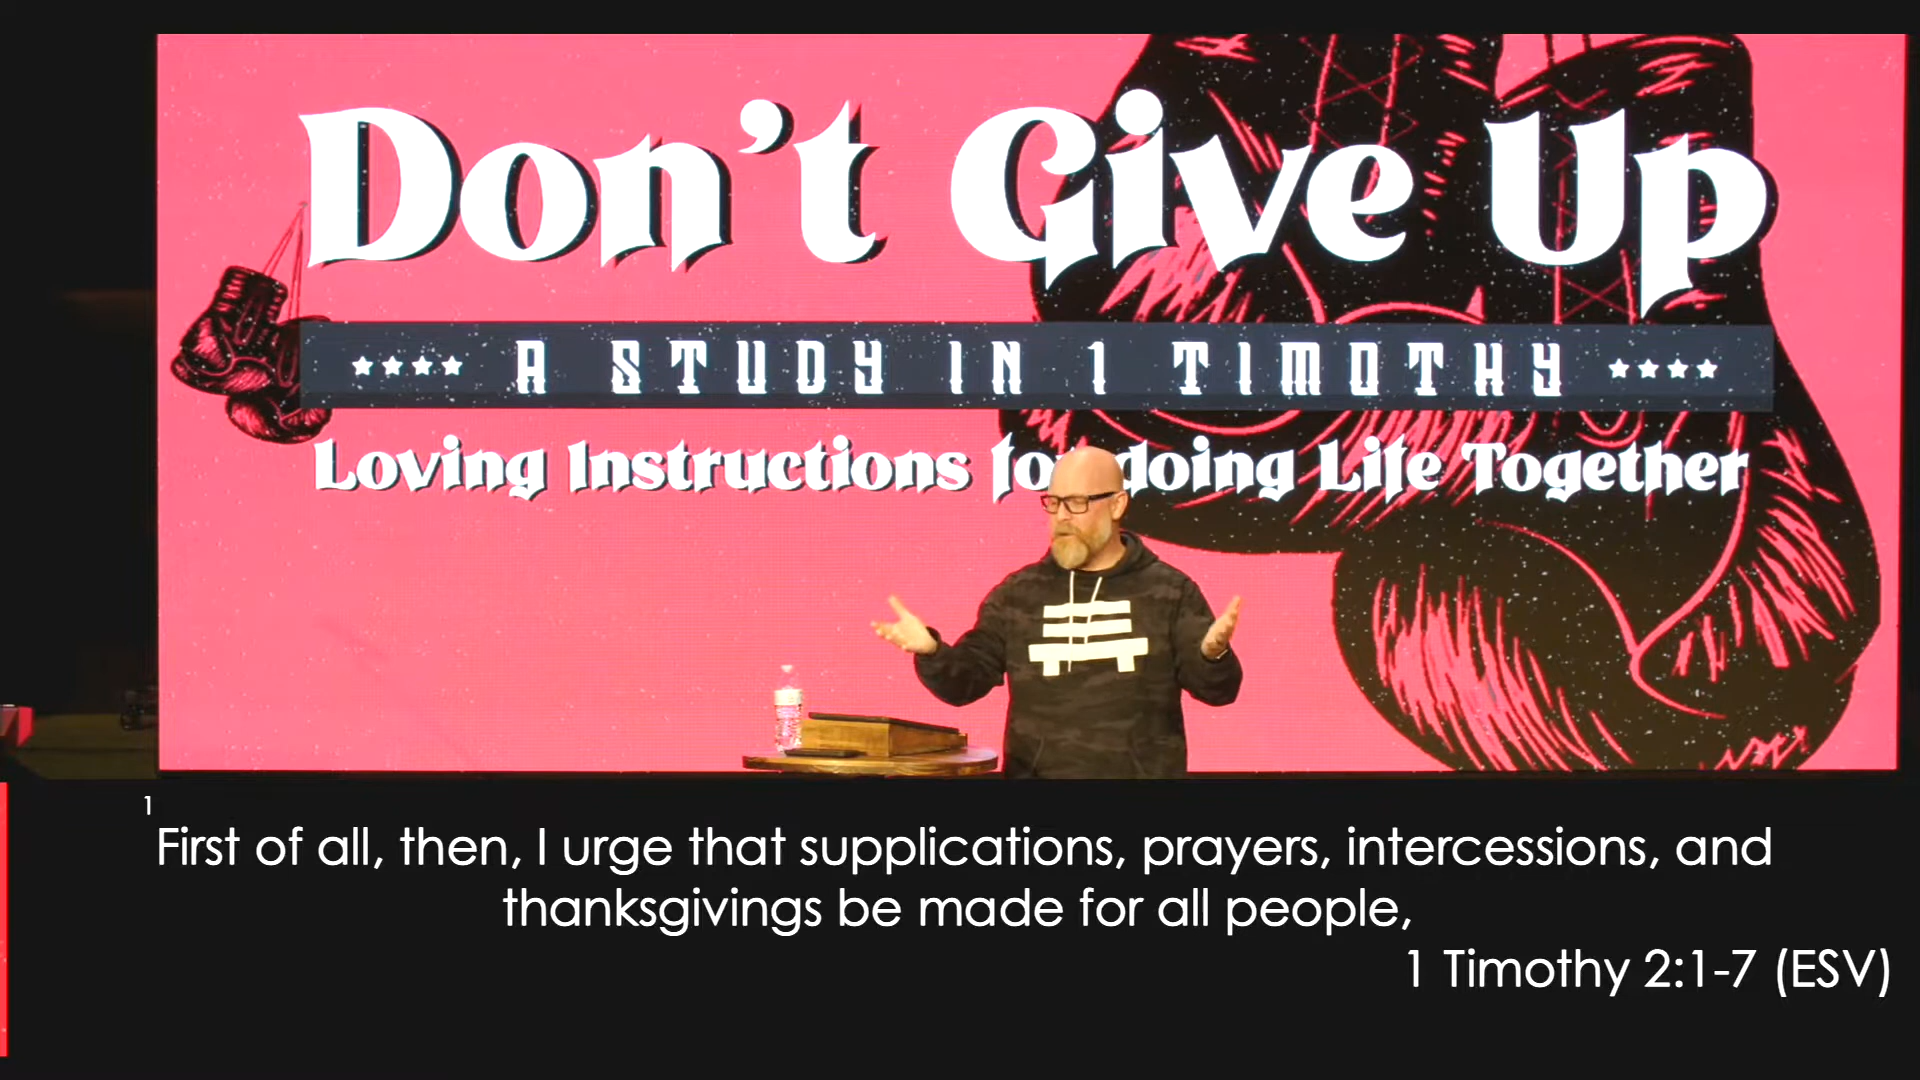 Don't Give Up
A STUDY IN 1 TIMOTHY
Loving Instructions for doing Life Together
1
First of all, then, I urge that supplications, prayers, intercessions, and
thanksgivings be made for all people,
1 Timothy 2:1-7 (ESV)